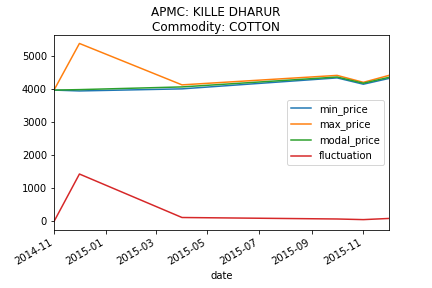 APMC: KILLE DHARUR
Commodity: COTTON
5000
4000
3000
2000
1000
0
min_price
max_price
modal_price
fluctuation
2014-11
2015-01
2015-03
2015-05
2015-07
2015-09
2015-11
date